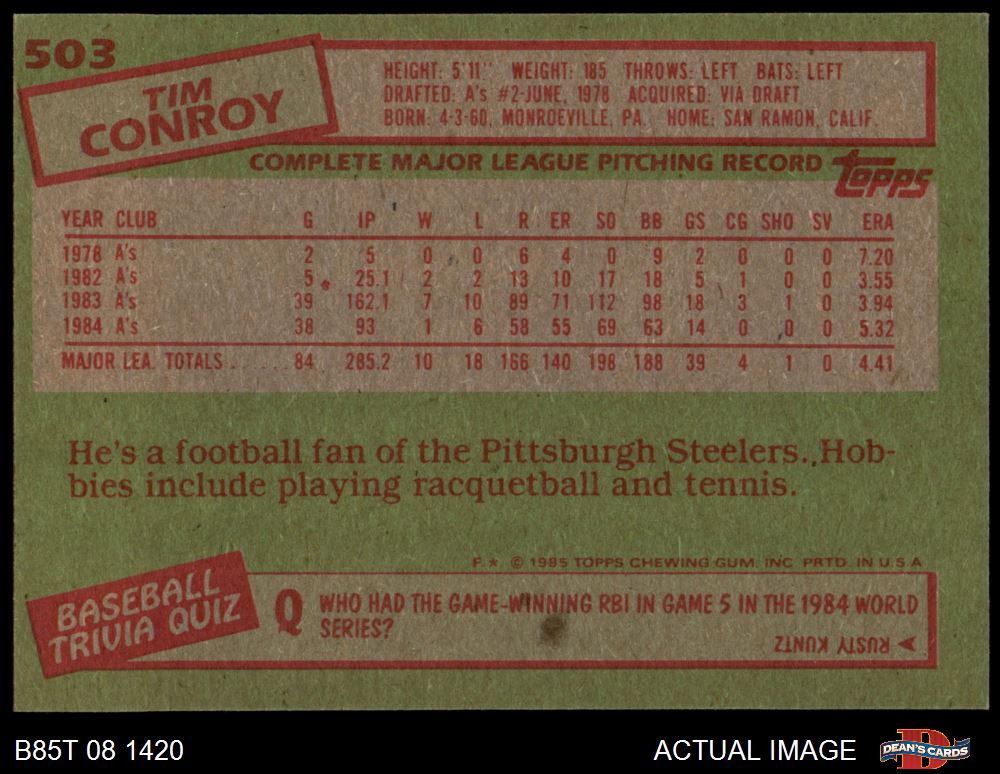 503
TIM
CONROY
HEIGHT: 5'11" WEIGHT: 185 THROWS: LEFT BATS: LEFT
DRAFTED: A's #2-JUNE, 1978 ACQUIRED: VIA DRAFT
BORN: 4-3-60, MONROEVILLE, PA. HOME: SAN RAMON, CALIF.
COMPLETE MAJOR LEAGUE PITCHING RECORD
TOPPS
YEAR CLUB G IP W L R ER SO BB GS CG SHO SV ERA
1978 A's 2 5 0 0 6 4 0 9 2 0 0 0 7.20
1982 A's 5 25.1 2 2 13 10 17 18 5 1 0 0 3.55
1983 A's 39 162.1 7 10 89 71 112 98 18 3 1 0 3.94
1984 A's 38 93 1 6 58 55 69 63 14 0 0 0 5.32
MAJOR LEA. TOTALS . . . . . . 84 285.2 10 18 166 140 198 188 39 4 1 0 4.41
He's a football fan of the Pittsburgh Steelers. Hob-
bies include playing racquetball and tennis.
F ★ © 1985 TOPPS CHEWING GUM, INC. PRTD. IN U.S.A.
BASEBALL
TRIVIA QUIZ
Q WHO HAD THE GAME-WINNING RBI IN GAME 5 IN THE 1984 WORLD
SERIES?
RUSTY KUNTZ
B85T 08 1420
ACTUAL IMAGE
DEAN'S CARDS